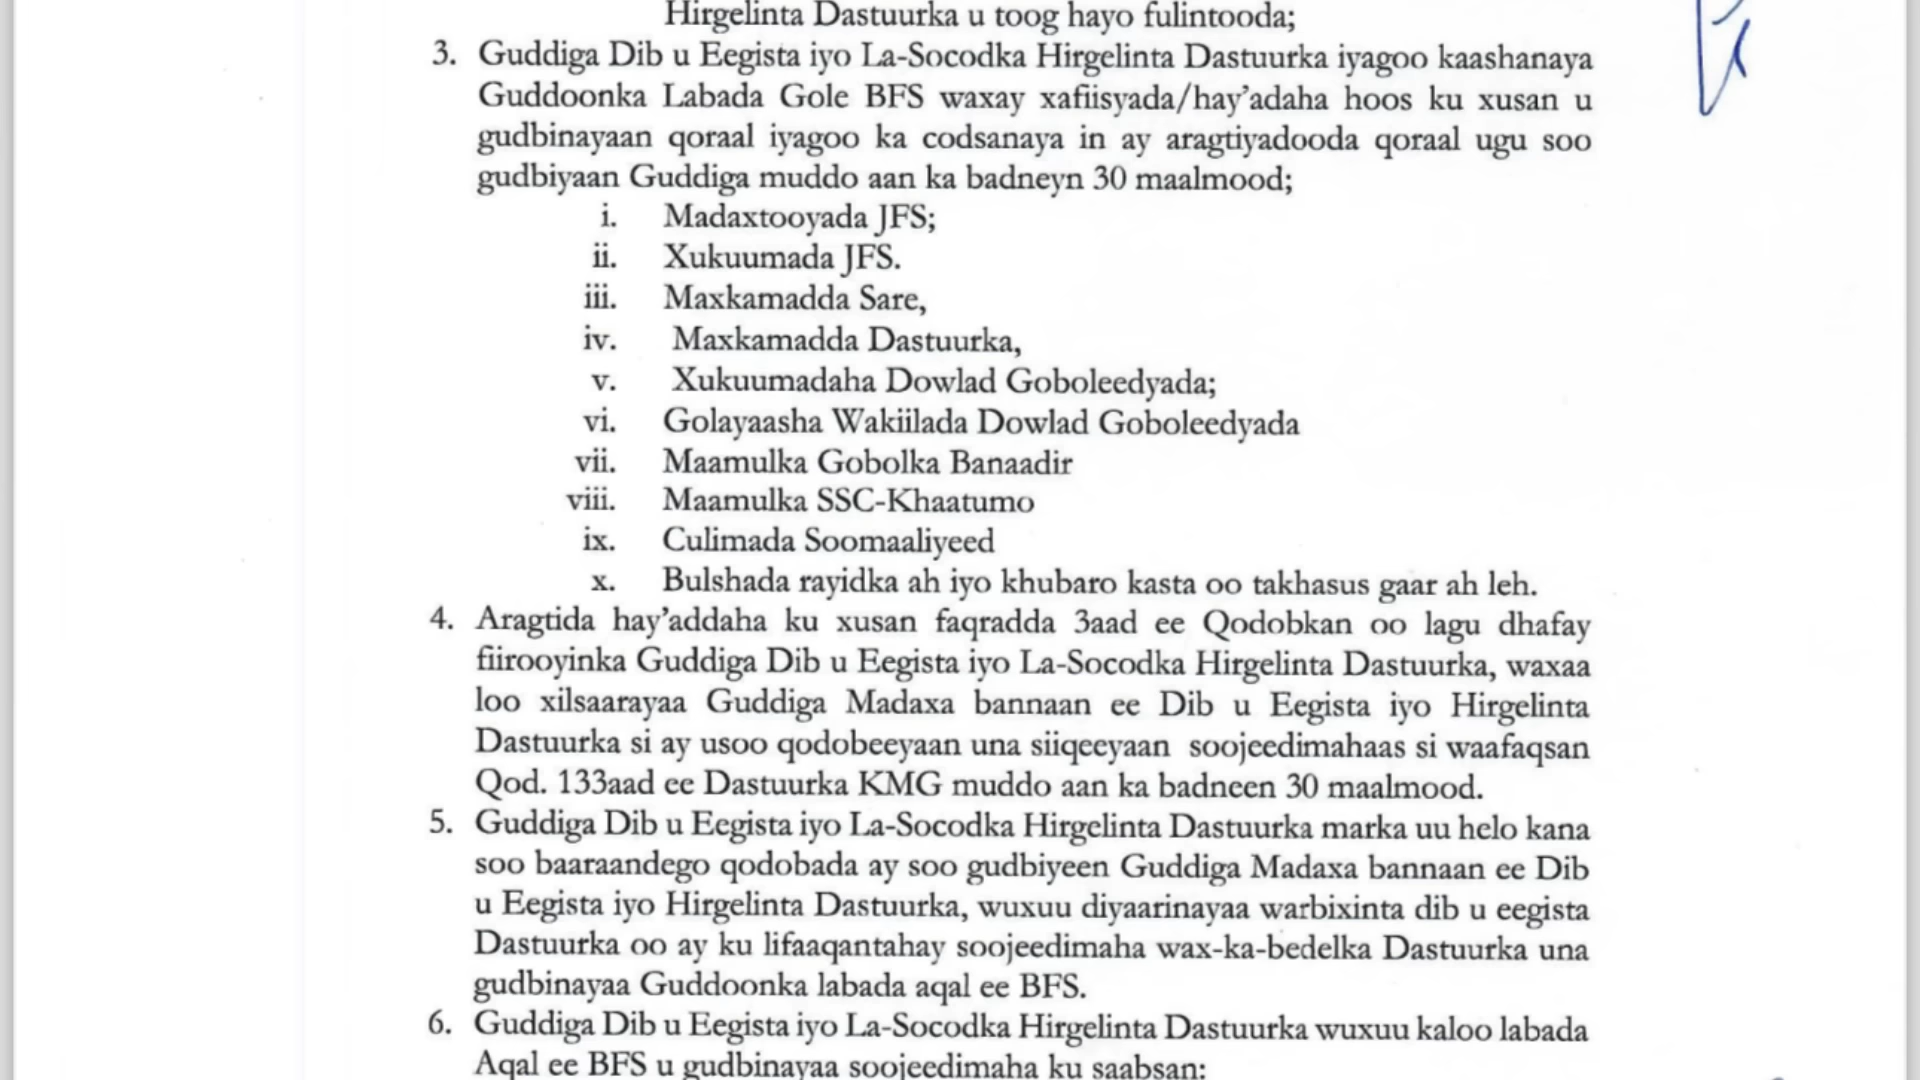 Hirgelinta Dastuurka u toog hayo fulintooda;
3. Guddiga Dib u Eegista iyo La-Socodka Hirgelinta Dastuurka iyagoo kaashanaya
Guddoonka Labada Gole BFS waxay xafiisyada/hay'adaha hoos ku xusan u
gudbinayaan qoraal iyagoo ka codsanaya in ay aragtiyadooda qoraal ugu soo
gudbiyaan Guddiga muddo aan ka badneyn 30 maalmood;
i. Madaxtooyada JFS;
ii. Xukuumada JFS.
iii. Maxkamadda Sare,
iv. Maxkamadda Dastuurka,
v. Xukuumadaha Dowlad Goboleedyada;
vi. Golayaasha Wakiilada Dowlad Goboleedyada
vii. Maamulka Gobolka Banaadir
viii. Maamulka SSC-Khaatumo
ix. Culimada Soomaaliyeed
x. Bulshada rayidka ah iyo khubaro kasta oo takhasus gaar ah leh.
4. Aragtida hay'addaha ku xusan faqradda 3aad ee Qodobkan oo lagu dhafay
fiirooyinka Guddiga Dib u Eegista iyo La-Socodka Hirgelinta Dastuurka, waxaa
loo xilsaarayaa Guddiga Madaxa bannaan ee Dib u Eegista iyo Hirgelinta
Dastuurka si ay usoo qodobeeyaan una siiqeeyaan soojeedimahaas si waafaqsan
Qod. 133aad ee Dastuurka KMG muddo aan ka badneen 30 maalmood.
5. Guddiga Dib u Eegista iyo La-Socodka Hirgelinta Dastuurka marka uu helo kana
soo baaraandego qodobada ay soo gudbiyeen Guddiga Madaxa bannaan ee Dib
u Eegista iyo Hirgelinta Dastuurka, wuxuu diyaarinayaa warbixinta dib u eegista
Dastuurka oo ay ku lifaaqantahay soojeedimaha wax-ka-bedelka Dastuurka una
gudbinayaa Guddoonka labada aqal ee BFS.
6. Guddiga Dib u Eegista iyo La-Socodka Hirgelinta Dastuurka wuxuu kaloo labada
Aqal ee BFS u gudbinayaa soojeedimaha ku saabsan: